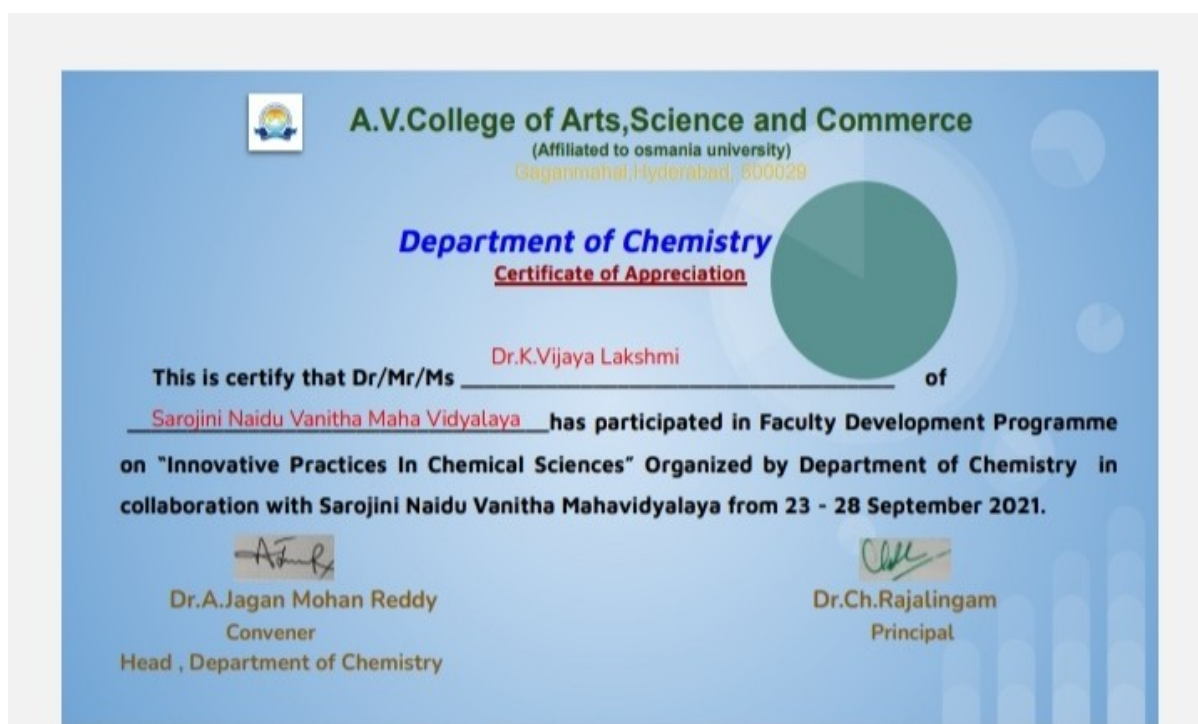 A.V.College of Arts,Science and Commerce
(Affiliated to osmania university)
Gaganmahal,Hyderabad, 500029
Department of Chemistry
Certificate of Appreciation
Dr.K.Vijaya Lakshmi
This is certify that Dr/Mr/Ms ____________________ of
Sarojini Naidu Vanitha Maha Vidyalaya has participated in Faculty Development Programme
on "Innovative Practices In Chemical Sciences" Organized by Department of Chemistry in
collaboration with Sarojini Naidu Vanitha Mahavidyalaya from 23 - 28 September 2021.
Dr.A.Jagan Mohan Reddy
Convener
Head , Department of Chemistry
Dr.Ch.Rajalingam
Principal